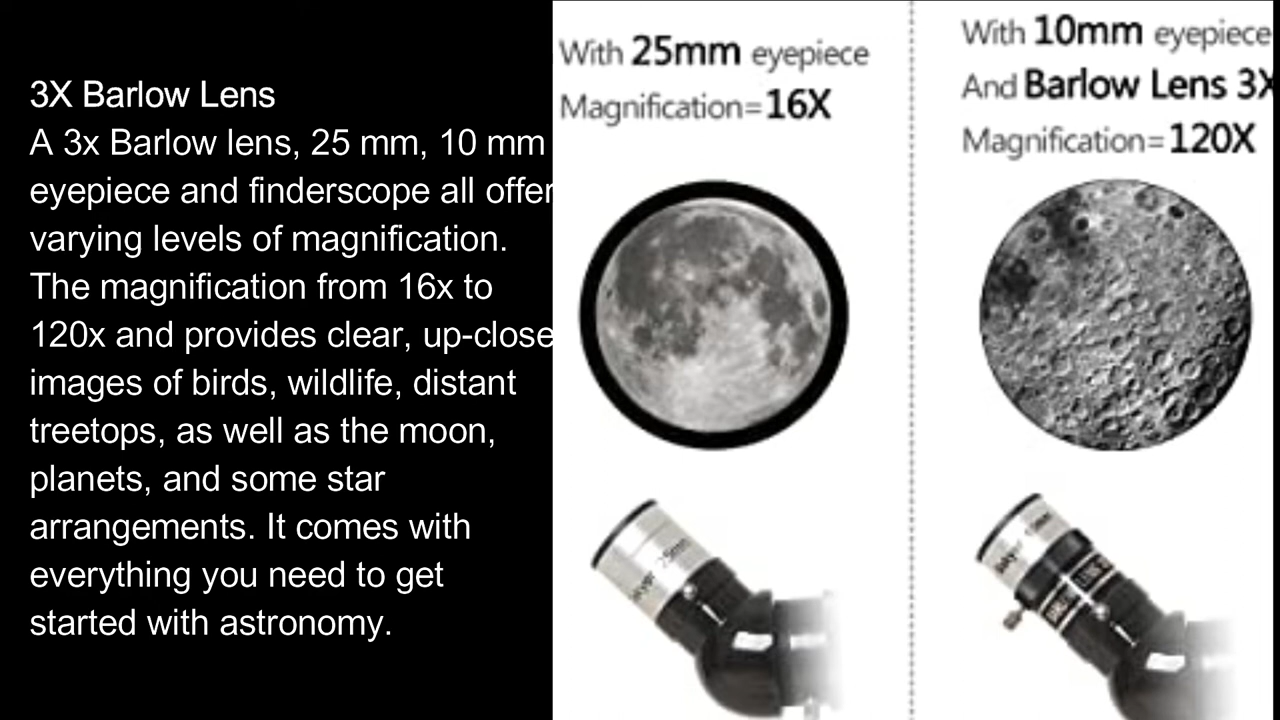 3X Barlow Lens
A 3x Barlow lens, 25 mm, 10 mm
eyepiece and finderscope all offer
varying levels of magnification.
The magnification from 16x to
120x and provides clear, up-close
images of birds, wildlife, distant
treetops, as well as the moon,
planets, and some star
arrangements. It comes with
everything you need to get
started with astronomy.
With 25mm eyepiece
Magnification=16X
With 10mm eyepiece
And Barlow Lens 3X
Magnification=120X
25mm